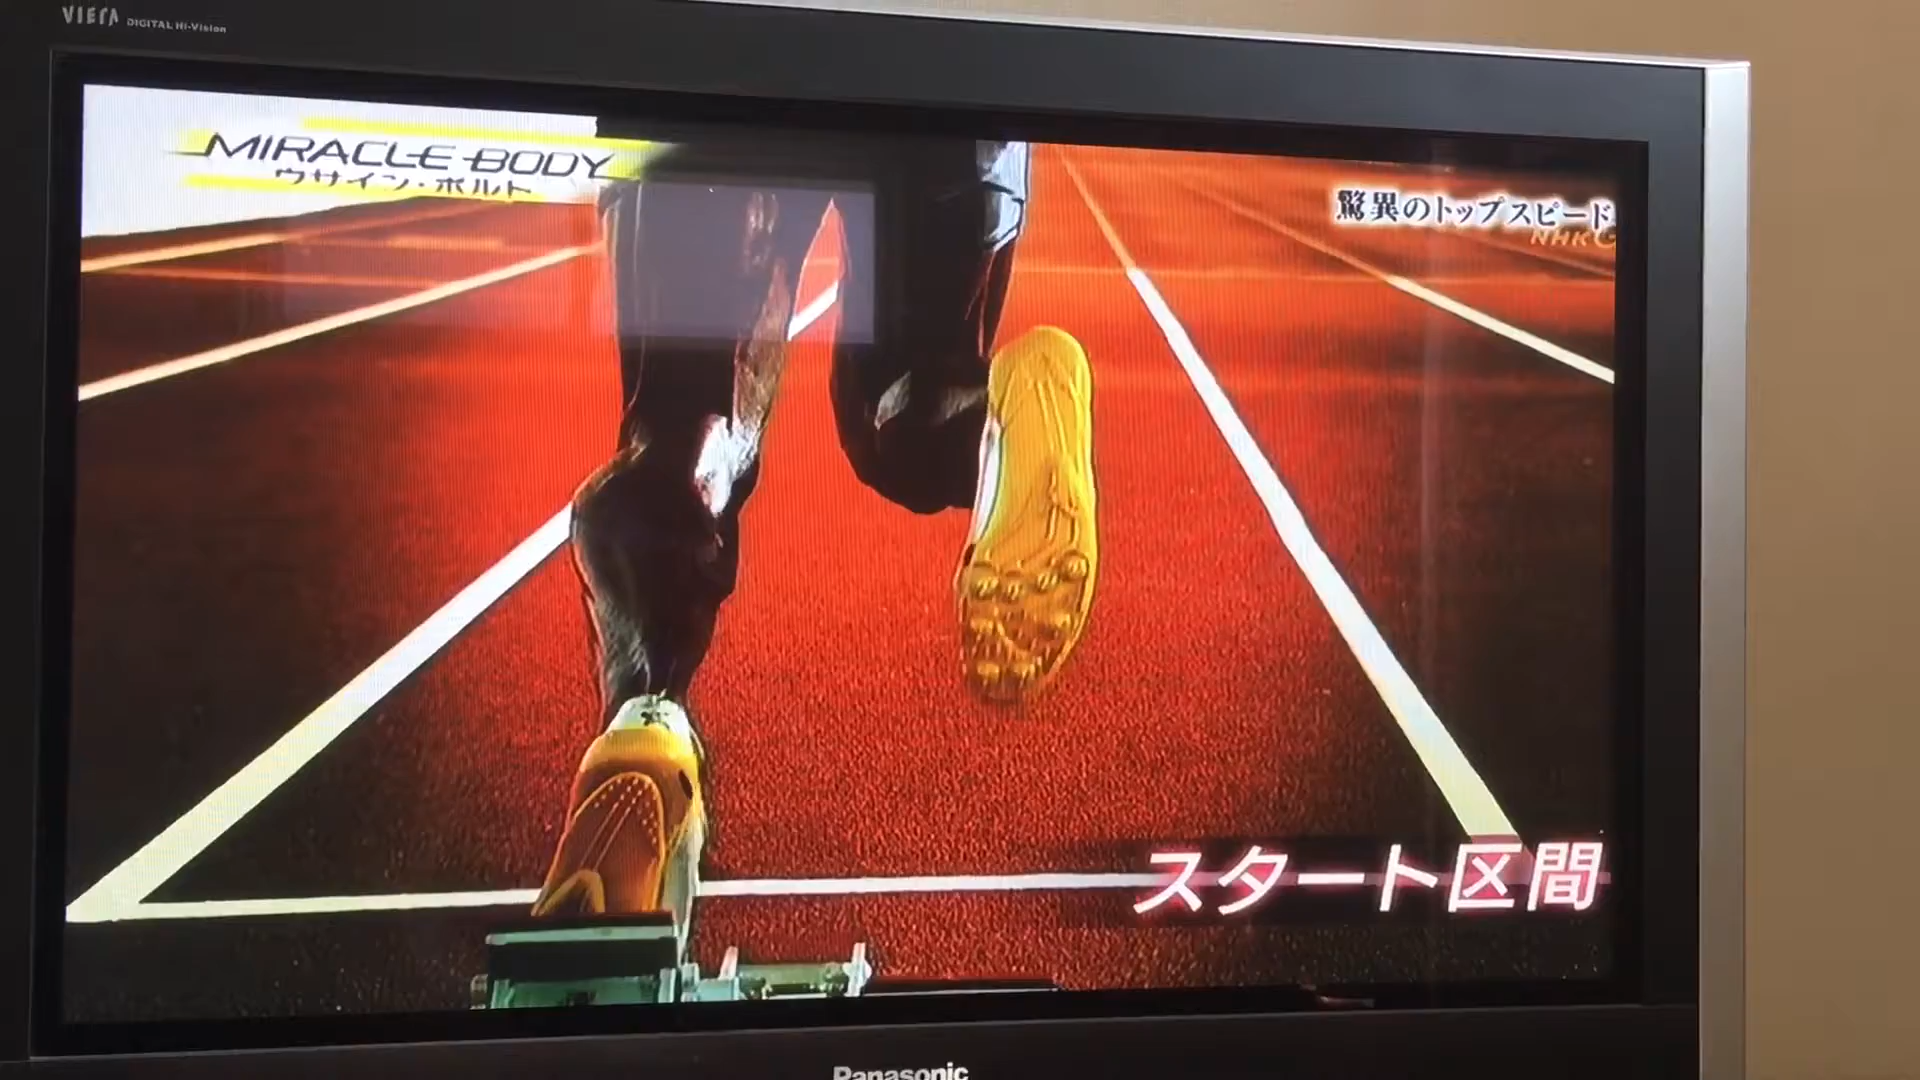 VIERA DIGITAL Hi-Vision
MIRACLE BODY
ウサイン・ボルト
驚異のトップスピード
NHK G
スタート区間
Panasonic